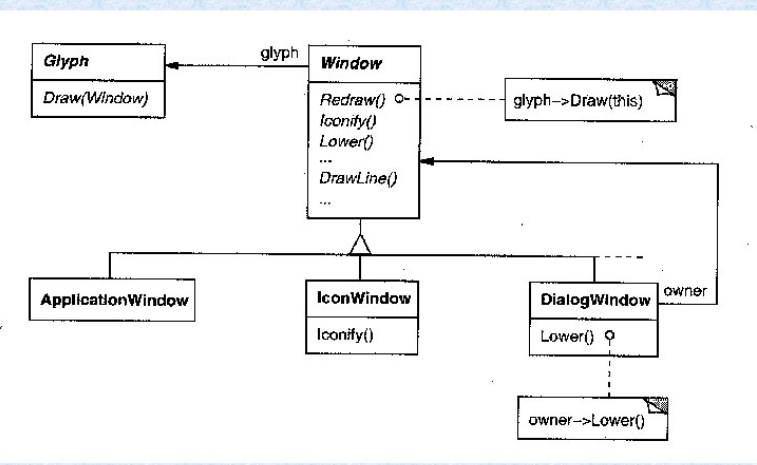 Glyph
Draw(Window)
glyph
Window
Redraw()
Iconify()
Lower()
...
DrawLine()
...
glyph–>Draw(this)
ApplicationWindow
IconWindow
Iconify()
DialogWindow
Lower()
owner
owner–>Lower()